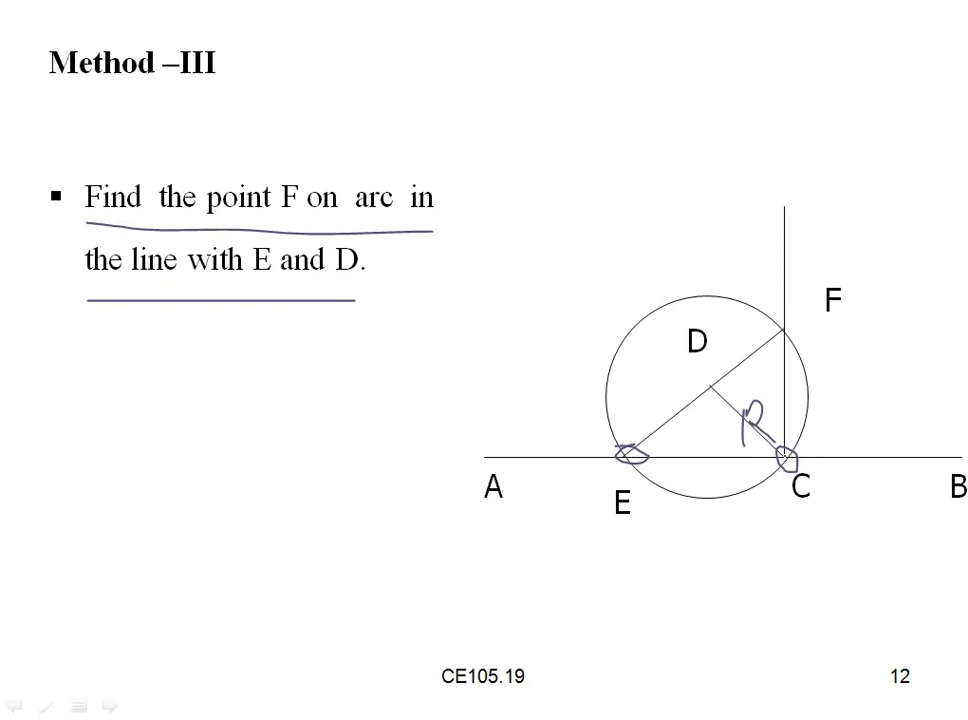 Method –III
▪ Find the point F on arc in
the line with E and D.
F
D
R
A
E
C
B
CE105.19
12